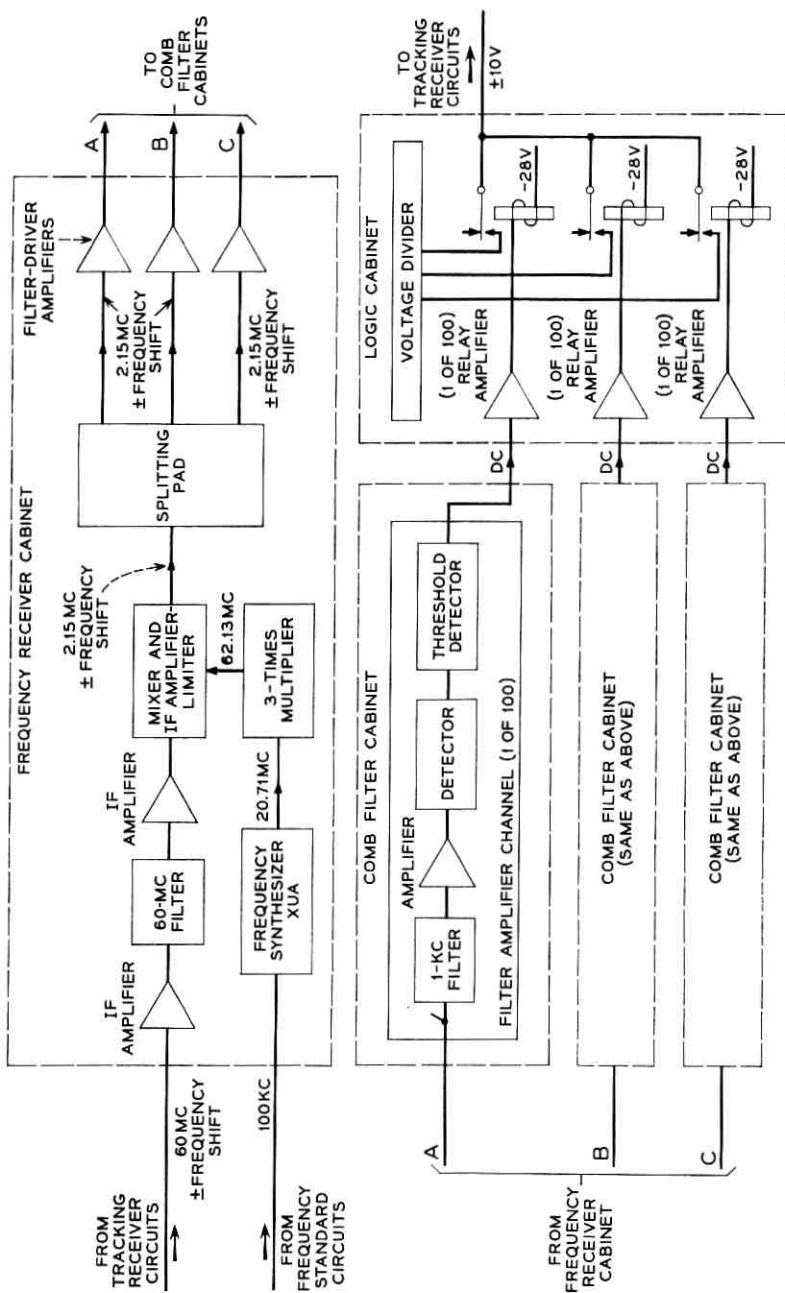 FREQUENCY RECEIVER CABINET
FROM
TRACKING
RECEIVER
CIRCUITS
60 MC
±FREQUENCY
SHIFT
IF
AMPLIFIER
60-MC
FILTER
IF
AMPLIFIER
MIXER AND
IF AMPLIFIER-
LIMITER
2.15 MC
± FREQUENCY
SHIFT
SPLITTING
PAD
2.15 MC
± FREQUENCY
SHIFT
2.15 MC
± FREQUENCY
SHIFT
FILTER-DRIVER
AMPLIFIERS
A
B
C
TO
COMB
FILTER
CABINETS
FROM
FREQUENCY
STANDARD
CIRCUITS
100KC
FREQUENCY
SYNTHESIZER
XUA
20.71MC
3-TIMES
MULTIPLIER
62.13MC
FROM
FREQUENCY
RECEIVER
CABINET
A
B
C
COMB FILTER CABINET
1-KC
FILTER
AMPLIFIER
DETECTOR
THRESHOLD
DETECTOR
FILTER AMPLIFIER CHANNEL (1 OF 100)
COMB FILTER CABINET
(SAME AS ABOVE)
COMB FILTER CABINET
(SAME AS ABOVE)
DC
DC
DC
LOGIC CABINET
VOLTAGE DIVIDER
(1 OF 100)
RELAY
AMPLIFIER
(1 OF 100)
RELAY
AMPLIFIER
(1 OF 100)
RELAY
AMPLIFIER
-28V
-28V
-28V
TO
TRACKING
RECEIVER
CIRCUITS
±10V